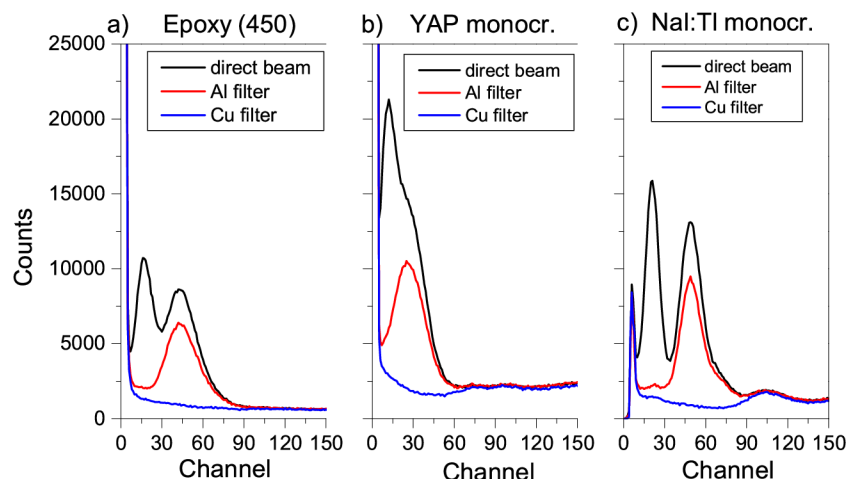 a) Epoxy (450)
b) YAP monocr.
c) NaI:Tl monocr.
25000
20000
15000
10000
5000
0
Counts
direct beam
Al filter
Cu filter
direct beam
Al filter
Cu filter
direct beam
Al filter
Cu filter
0 30 60 90 120 150
0 30 60 90 120 150
0 30 60 90 120 150
Channel
Channel
Channel